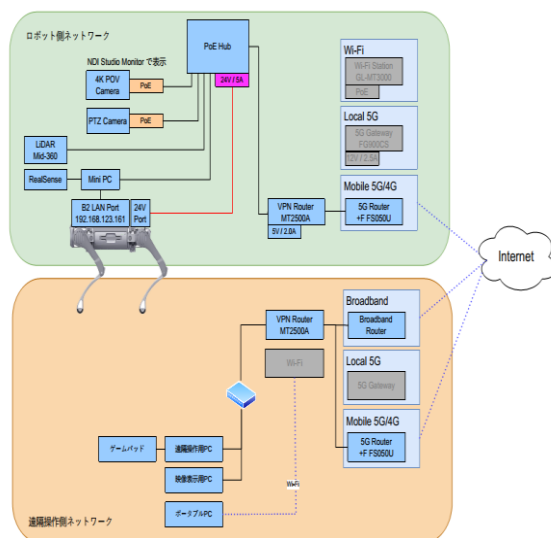 ロボット側ネットワーク
PoE Hub
24V / 5A
NDI Studio Monitor で表示
4K POV
Camera
PoE
PTZ Camera
PoE
LiDAR
Mid-360
RealSense
Mini PC
B2 LAN Port
192.168.123.161
24V
Port
Wi-Fi
Wi-Fi Station
GL-MT3000
PoE
Local 5G
5G Gateway
FG900CS
12V / 2.5A
VPN Router
MT2500A
5V / 2.0A
Mobile 5G/4G
5G Router
+F FS050U
Internet
VPN Router
MT2500A
Wi-Fi
Broadband
Broadband
Router
Local 5G
5G Gateway
Mobile 5G/4G
5G Router
+F FS050U
ゲームパッド
遠隔操作用PC
映像表示用PC
ポータブルPC
Wi-Fi
遠隔操作側ネットワーク